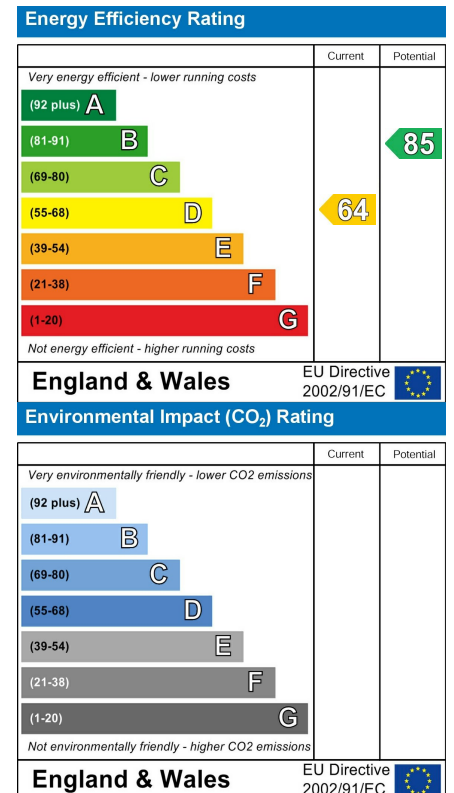 Energy Efficiency Rating
Current Potential
Very energy efficient - lower running costs
(92 plus) A
(81-91) B
85
(69-80) C
(55-68) D
64
(39-54) E
(21-38) F
(1-20) G
Not energy efficient - higher running costs
England & Wales
EU Directive
2002/91/EC
Environmental Impact (CO₂) Rating
Current Potential
Very environmentally friendly - lower CO2 emissions
(92 plus) A
(81-91) B
(69-80) C
(55-68) D
(39-54) E
(21-38) F
(1-20) G
Not environmentally friendly - higher CO2 emissions
England & Wales
EU Directive
2002/91/EC